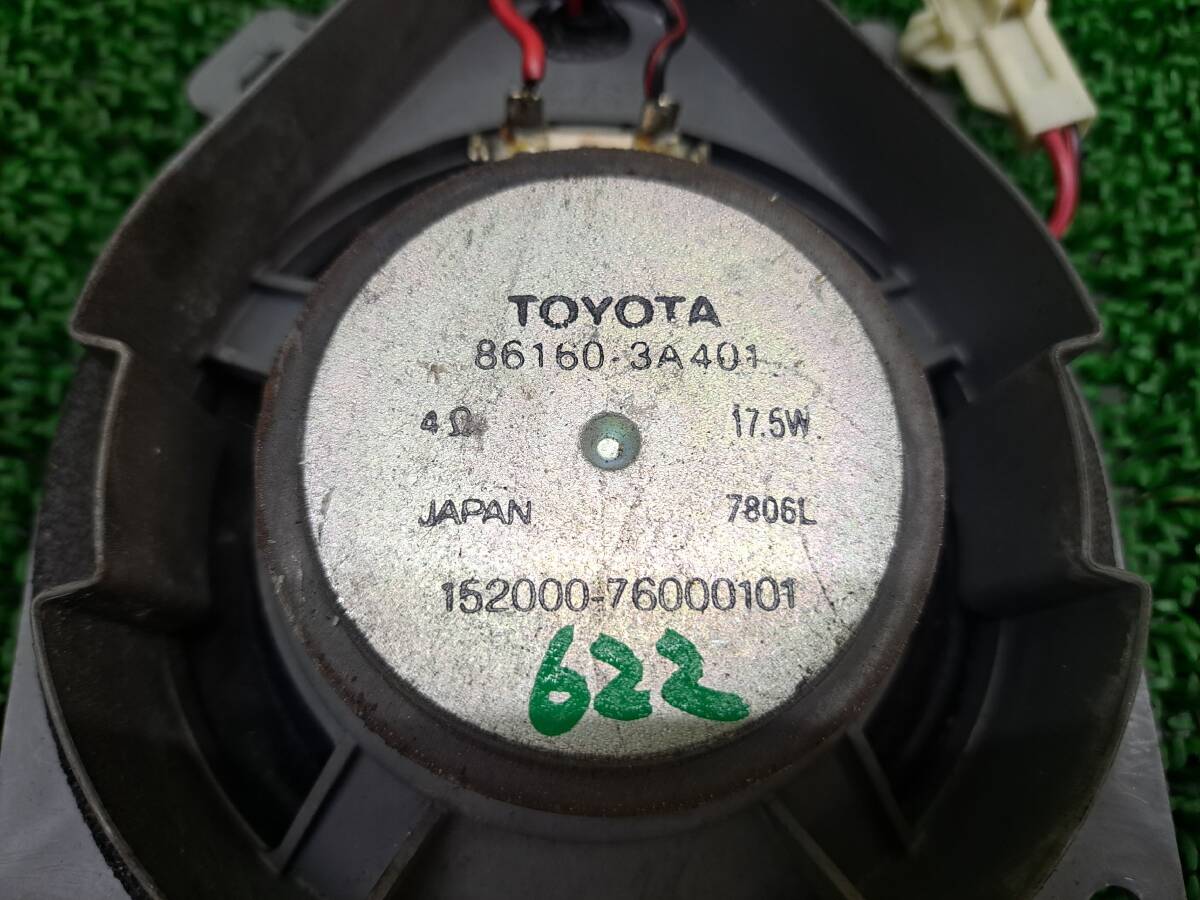 TOYOTA
86160-3A401
4Ω 17.5W
JAPAN 7806L
152000-76000101
622